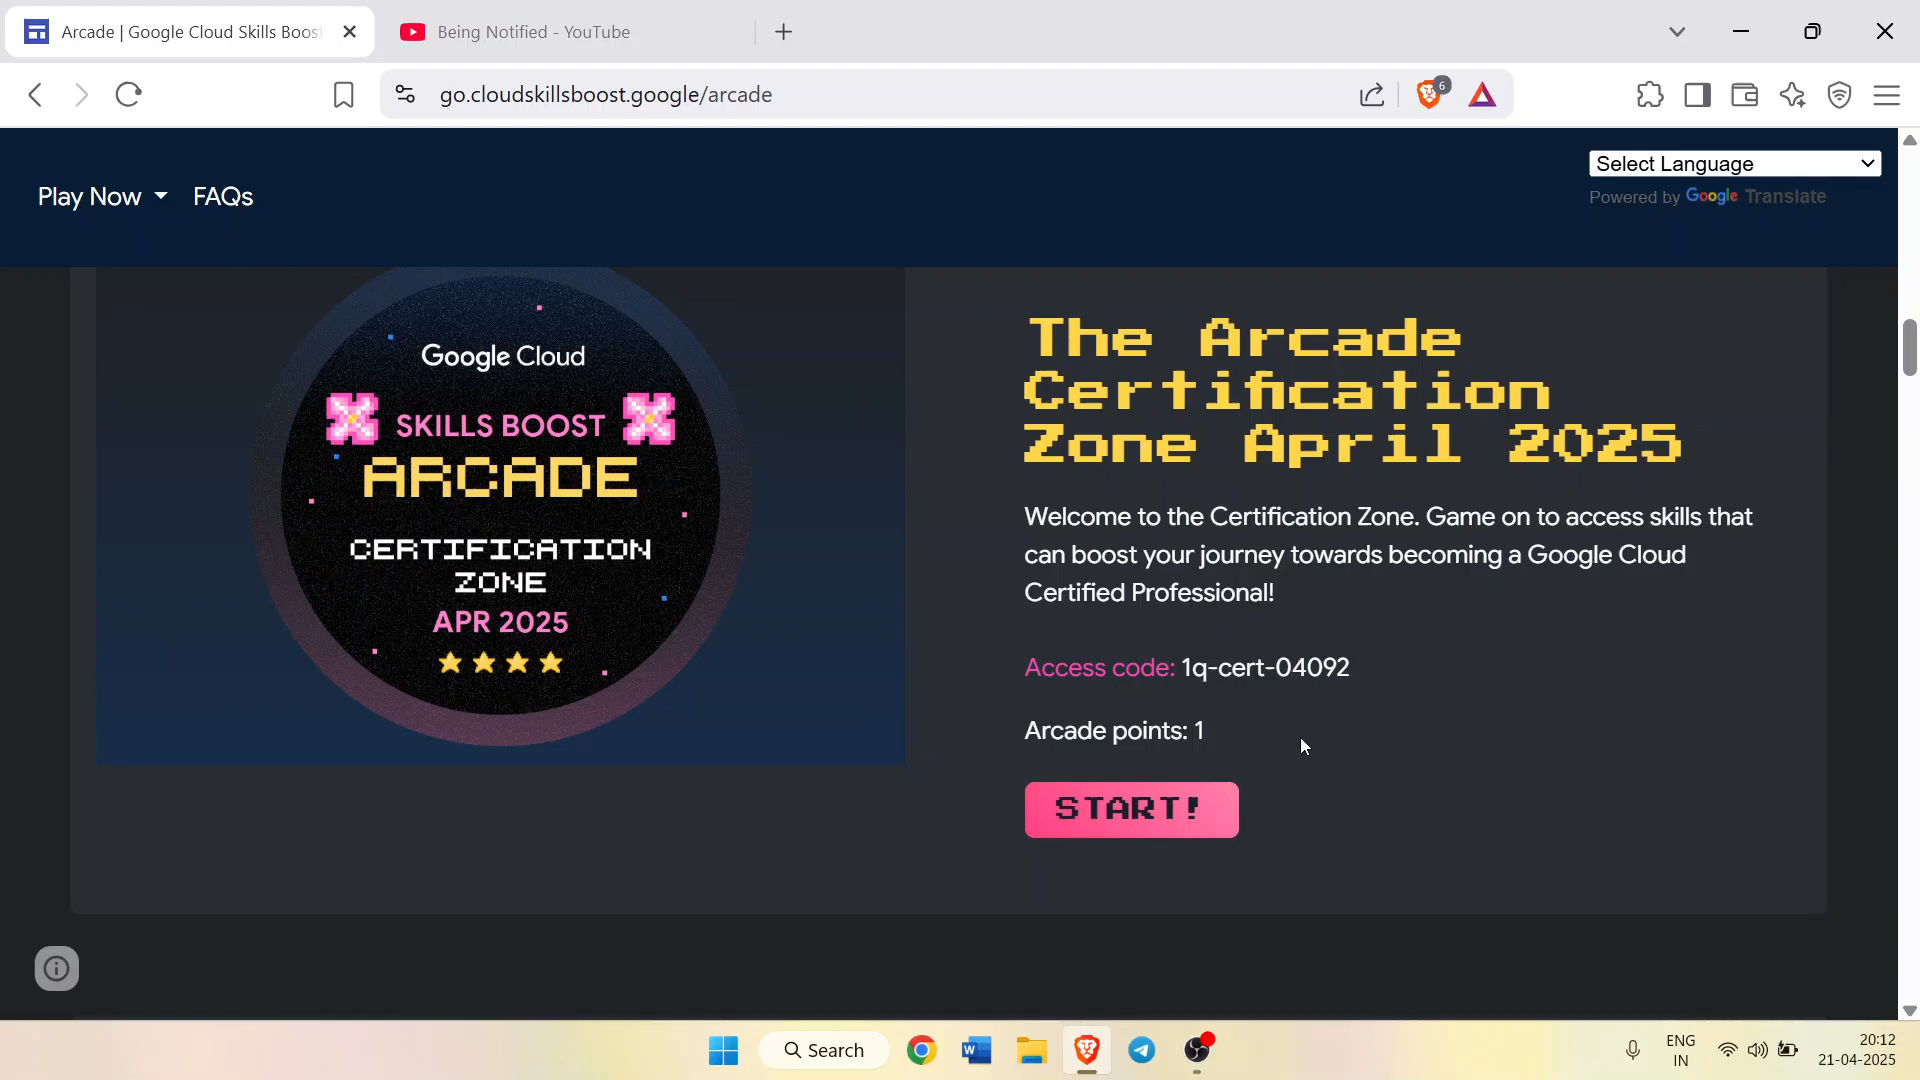 Arcade | Google Cloud Skills Boost
Being Notified - YouTube
go.cloudskillsboost.google/arcade
6
Play Now
FAQs
Select Language
Powered by Google Translate
Google Cloud
SKILLS BOOST
ARCADE
CERTIFICATION
ZONE
APR 2025
The Arcade
Certification
Zone April 2025
Welcome to the Certification Zone. Game on to access skills that
can boost your journey towards becoming a Google Cloud
Certified Professional!
Access code: 1q-cert-04092
Arcade points: 1
START!
Search
W
ENG
IN
20:12
21-04-2025